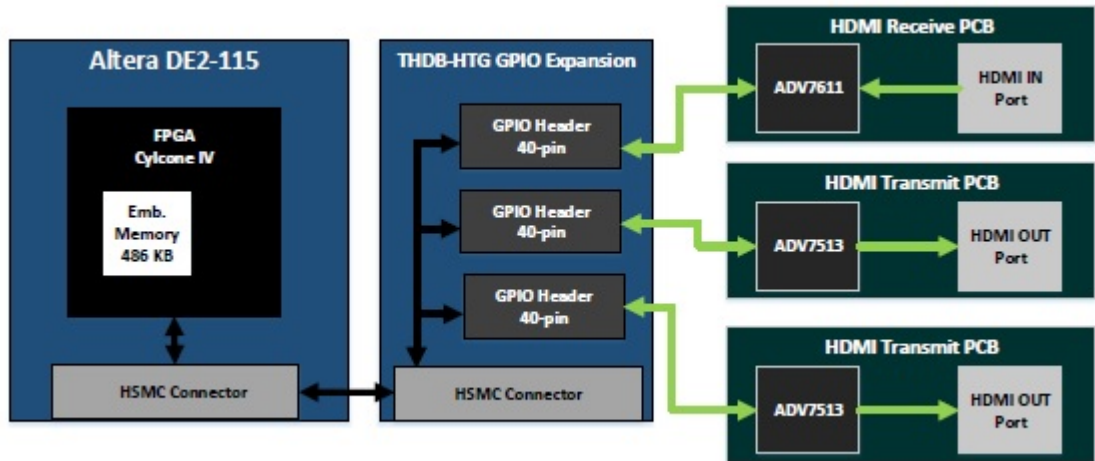 Altera DE2-115
FPGA
Cylcone IV
Emb.
Memory
486 KB
HSMC Connector
THDB-HTG GPIO Expansion
GPIO Header
40-pin
GPIO Header
40-pin
GPIO Header
40-pin
HSMC Connector
HDMI Receive PCB
ADV7611
HDMI IN
Port
HDMI Transmit PCB
ADV7513
HDMI OUT
Port
HDMI Transmit PCB
ADV7513
HDMI OUT
Port